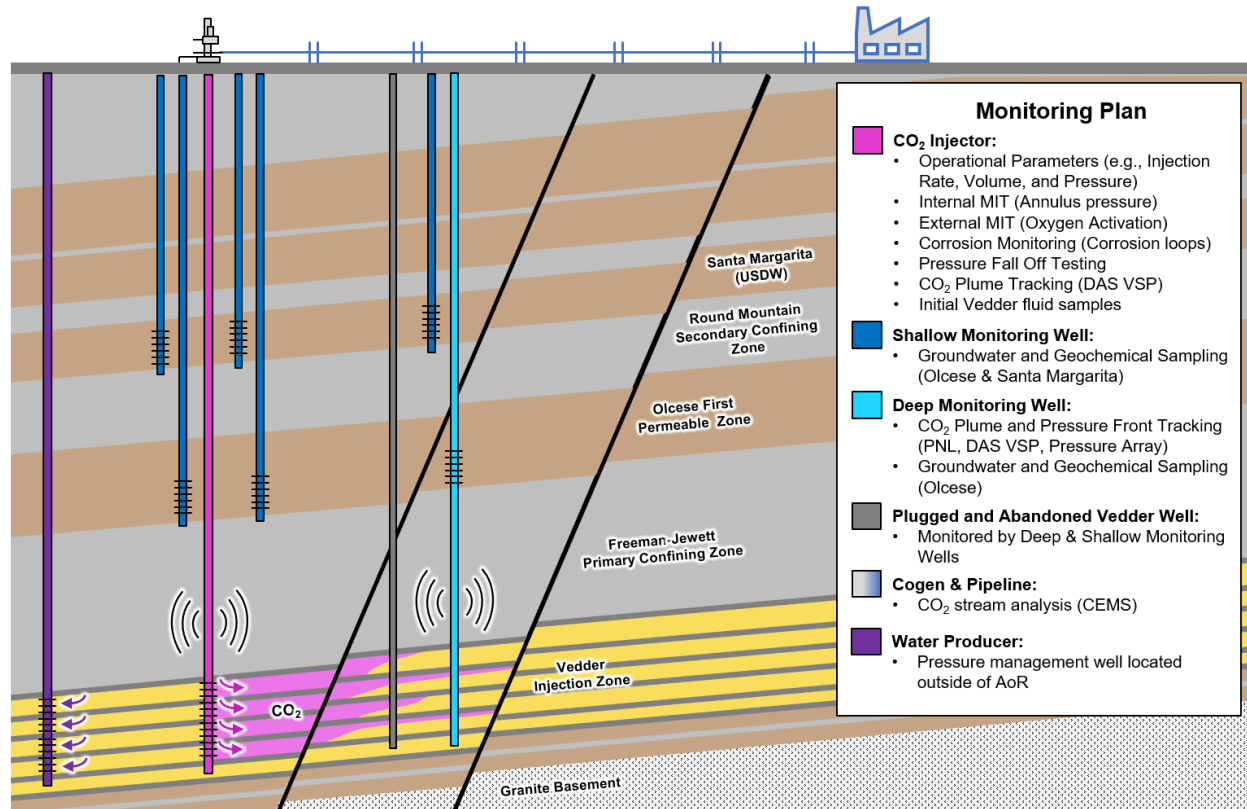 Monitoring Plan
CO₂ Injector:
• Operational Parameters (e.g., Injection
Rate, Volume, and Pressure)
• Internal MIT (Annulus pressure)
• External MIT (Oxygen Activation)
• Corrosion Monitoring (Corrosion loops)
• Pressure Fall Off Testing
• CO₂ Plume Tracking (DAS VSP)
• Initial Vedder fluid samples
Shallow Monitoring Well:
• Groundwater and Geochemical Sampling
(Olcese & Santa Margarita)
Deep Monitoring Well:
• CO₂ Plume and Pressure Front Tracking
(PNL, DAS VSP, Pressure Array)
• Groundwater and Geochemical Sampling
(Olcese)
Plugged and Abandoned Vedder Well:
• Monitored by Deep & Shallow Monitoring
Wells
Cogen & Pipeline:
• CO₂ stream analysis (CEMS)
Water Producer:
• Pressure management well located
outside of AoR
Santa Margarita
(USDW)
Round Mountain
Secondary Confining
Zone
Olcese First
Permeable Zone
Freeman-Jewett
Primary Confining Zone
Vedder
Injection Zone
CO₂
Granite Basement